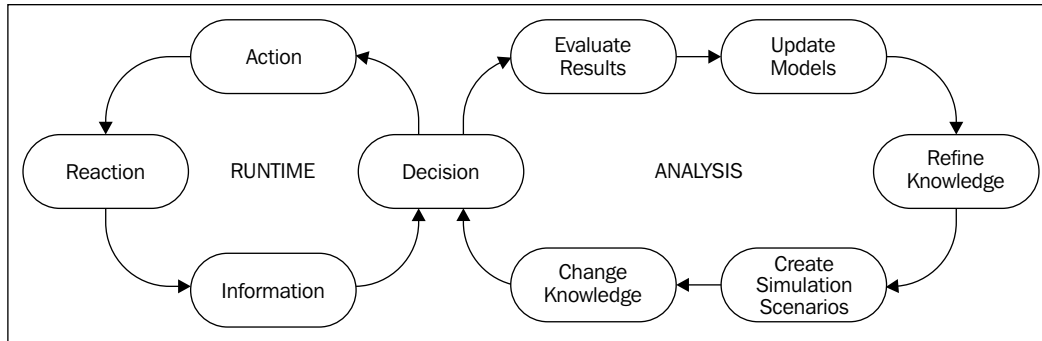 Action
Evaluate
Results
Update
Models
Reaction
RUNTIME
Decision
ANALYSIS
Refine
Knowledge
Information
Change
Knowledge
Create
Simulation
Scenarios